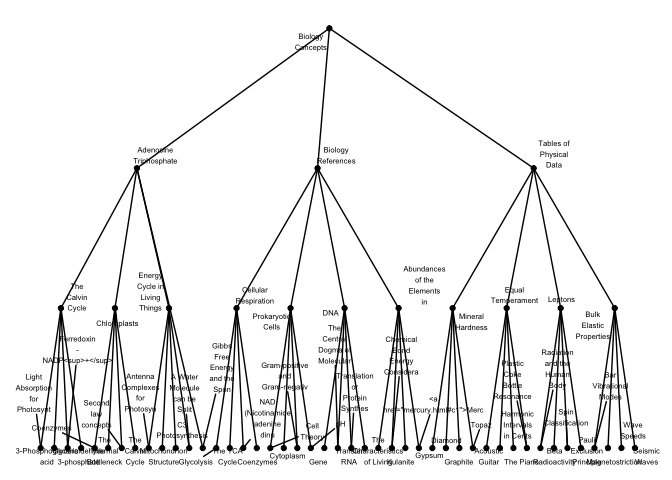 Biology
Concepts
Adenosine
Triphosphate
Biology
References
Tables of
Physical
Data
The
Calvin
Cycle
Chloroplasts
Energy
Cycle in
Living
Things
Cellular
Respiration
Prokaryotic
Cells
DNA
Abundances
of the
Elements
in
Mineral
Hardness
Equal
Temperament
Leptons
Bulk
Elastic
Properties
Ferredoxin
-
NADP<sup>+</sup>
Light
Absorption
for
Photosynt
Coenzymes
Second
law
concepts
Antenna
Complexes
for
Photosyn
A Water
Molecule
can be
Split
C3
Photosynthesis
Gibbs
Free
Energy
and the
Spon
Gram-positive
and
Gram-negativ
NAD
(Nicotinamide
adenine
dinu
Cell
Theory
The
Central
Dogma of
Molecular
Translation
or
Protein
Synthes
pH
Chemical
Bond
Energy
Considera
<a
href="mercury.html#c1">Merc
Diamond
Topaz
Plastic
Coke
Bottle
Resonance
Harmonic
Intervals
in Cents
Radiation
and the
Human
Body
Spin
Classification
Bar
Vibrational
Modes
Wave
Speeds
3-Phosphoglyceric
acid
3-phosphate
Thermal
Bottleneck
The
Calvin
Cycle
Mitochondrion
Structure
Glycolysis
The TCA
Cycle
Coenzymes
Cytoplasm
Gene
RNA
The
Characteristics
of Living
Kulanite
Gypsum
Graphite
Acoustic
Guitar
The Piano
Beta
Radioactivity
Pauli
Exclusion
Principle
Magnetostriction
Seismic
Waves